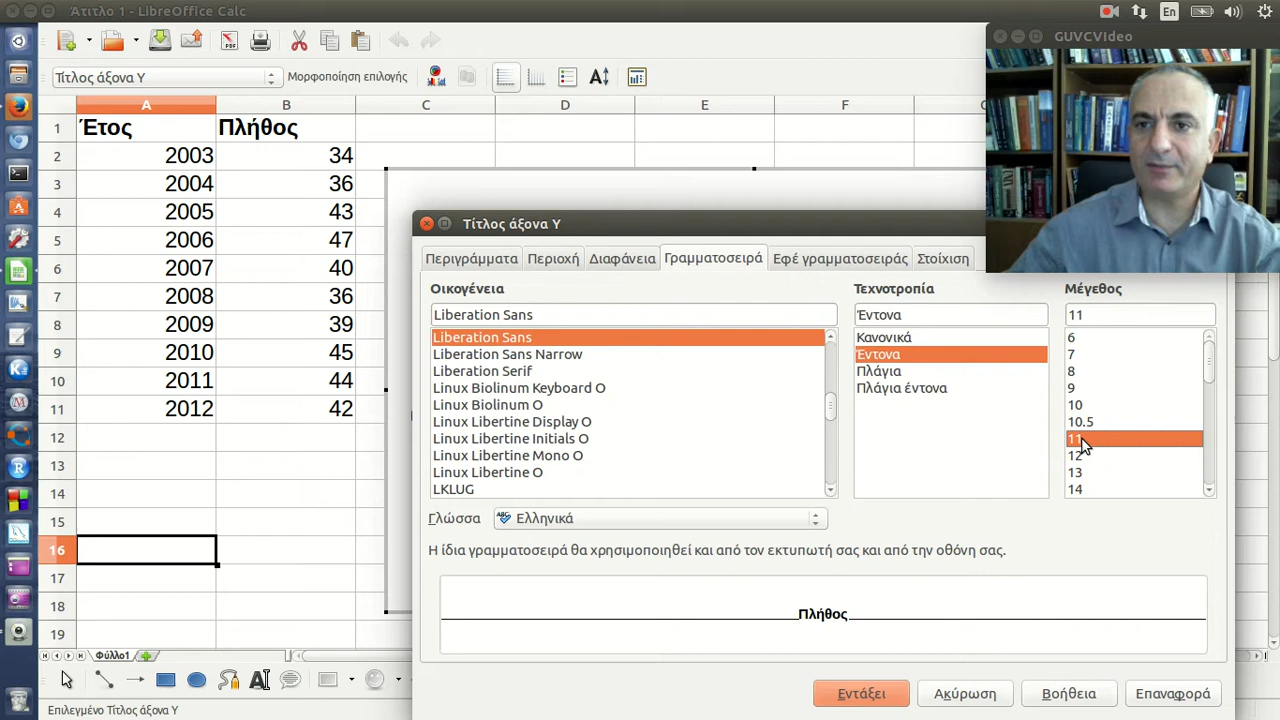 Άτιτλο 1 - LibreOffice Calc
En
GUVCVIdeo
Τίτλος άξονα Y
Μορφοποίηση επιλογής
A B C D E F
1 Έτος Πλήθος
2 2003 34
3 2004 36
4 2005 43
5 2006 47
6 2007 40
7 2008 36
8 2009 39
9 2010 45
10 2011 44
11 2012 42
12
13
14
15
16
17
18
19
Τίτλος άξονα Y
Περιγράμματα Περιοχή Διαφάνεια Γραμματοσειρά Εφέ γραμματοσειράς Στοίχιση
Οικογένεια Τεχνοτροπία Μέγεθος
Liberation Sans Έντονα 11
Liberation Sans Κανονικά 6
Liberation Sans Narrow Έντονα 7
Liberation Serif Πλάγια 8
Linux Biolinum Keyboard O Πλάγια έντονα 9
Linux Biolinum O 10
Linux Libertine Display O 10.5
Linux Libertine Initials O 11
Linux Libertine Mono O 12
Linux Libertine O 13
LKLUG 14
Γλώσσα Ελληνικά
Η ίδια γραμματοσειρά θα χρησιμοποιηθεί και από τον εκτυπωτή σας και από την οθόνη σας.
Πλήθος
Εντάξει Ακύρωση Βοήθεια Επαναφορά
Φύλλο1
Επιλεγμένο Τίτλος άξονα Y